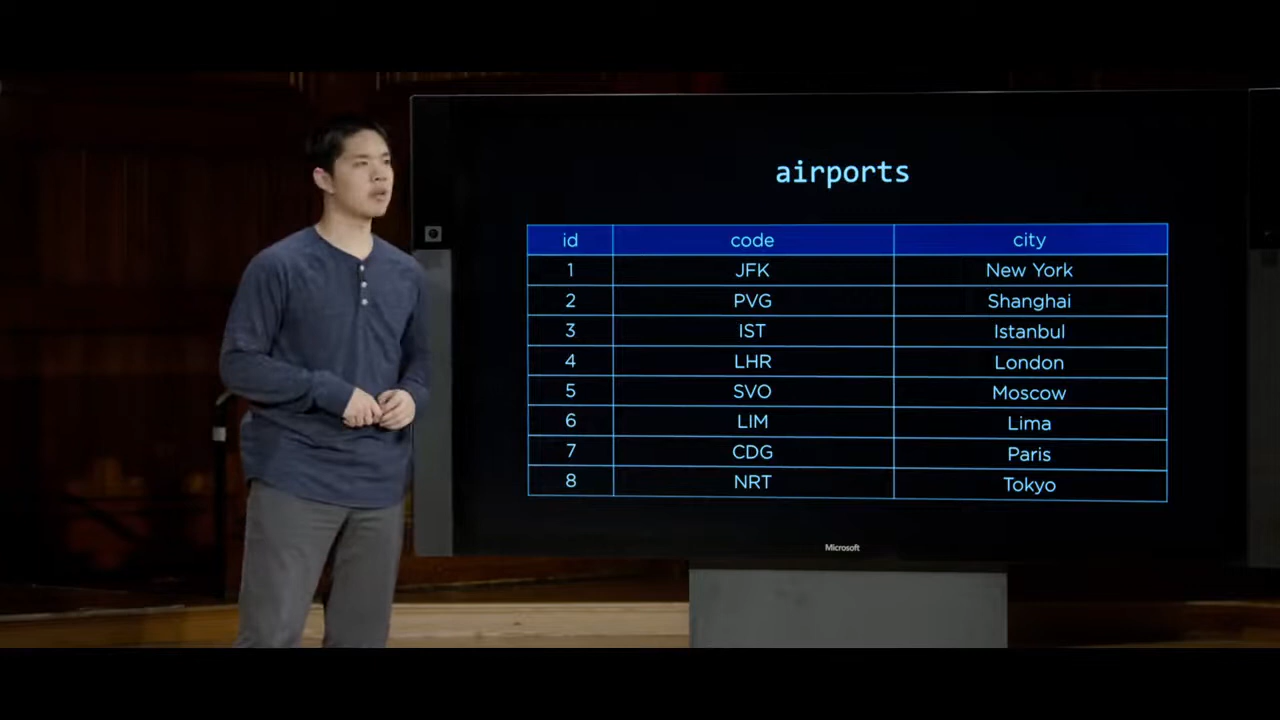 airports
id code city
1 JFK New York
2 PVG Shanghai
3 IST Istanbul
4 LHR London
5 SVO Moscow
6 LIM Lima
7 CDG Paris
8 NRT Tokyo
Microsoft